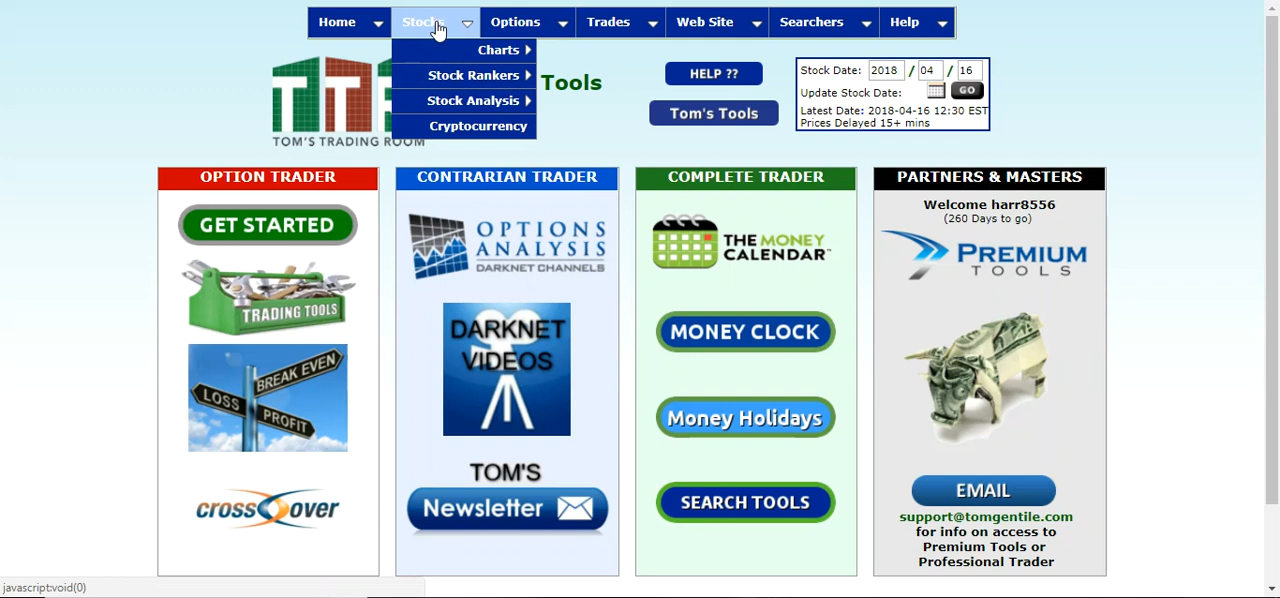 Home Stocks Options Trades Web Site Searchers Help
Charts
Stock Rankers
Stock Analysis
Cryptocurrency
TTR
TOM'S TRADING ROOM
Tools
HELP ??
Tom's Tools
Stock Date: 2018 / 04 / 16
Update Stock Date: GO
Latest Date: 2018-04-16 12:30 EST
Prices Delayed 15+ mins
OPTION TRADER
GET STARTED
TRADING TOOLS
BREAK EVEN
LOSS
PROFIT
crossover
CONTRARIAN TRADER
OPTIONS
ANALYSIS
DARKNET CHANNELS
DARKNET
VIDEOS
TOM'S
Newsletter
COMPLETE TRADER
THE MONEY
CALENDAR™
MONEY CLOCK
Money Holidays
SEARCH TOOLS
PARTNERS & MASTERS
Welcome harr8556
(260 Days to go)
PREMIUM
TOOLS
EMAIL
support@tomgentile.com
for info on access to
Premium Tools or
Professional Trader
javascript:void(0)